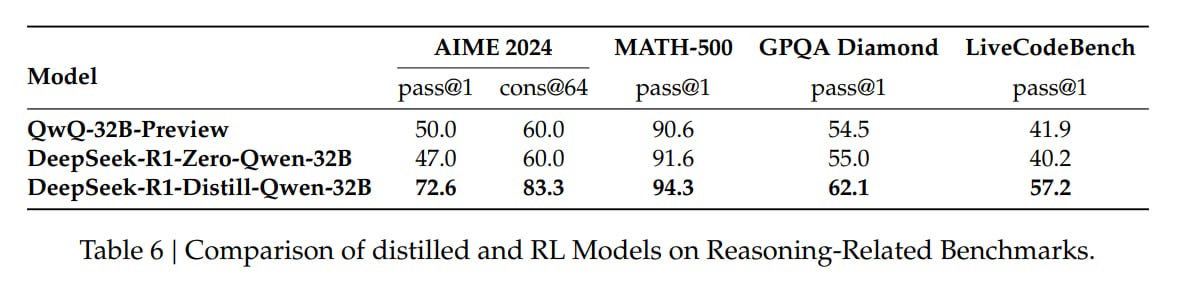 AIME 2024 MATH-500 GPQA Diamond LiveCodeBench
Model
pass@1 cons@64 pass@1 pass@1 pass@1
QwQ-32B-Preview 50.0 60.0 90.6 54.5 41.9
DeepSeek-R1-Zero-Qwen-32B 47.0 60.0 91.6 55.0 40.2
DeepSeek-R1-Distill-Qwen-32B 72.6 83.3 94.3 62.1 57.2
Table 6 | Comparison of distilled and RL Models on Reasoning-Related Benchmarks.